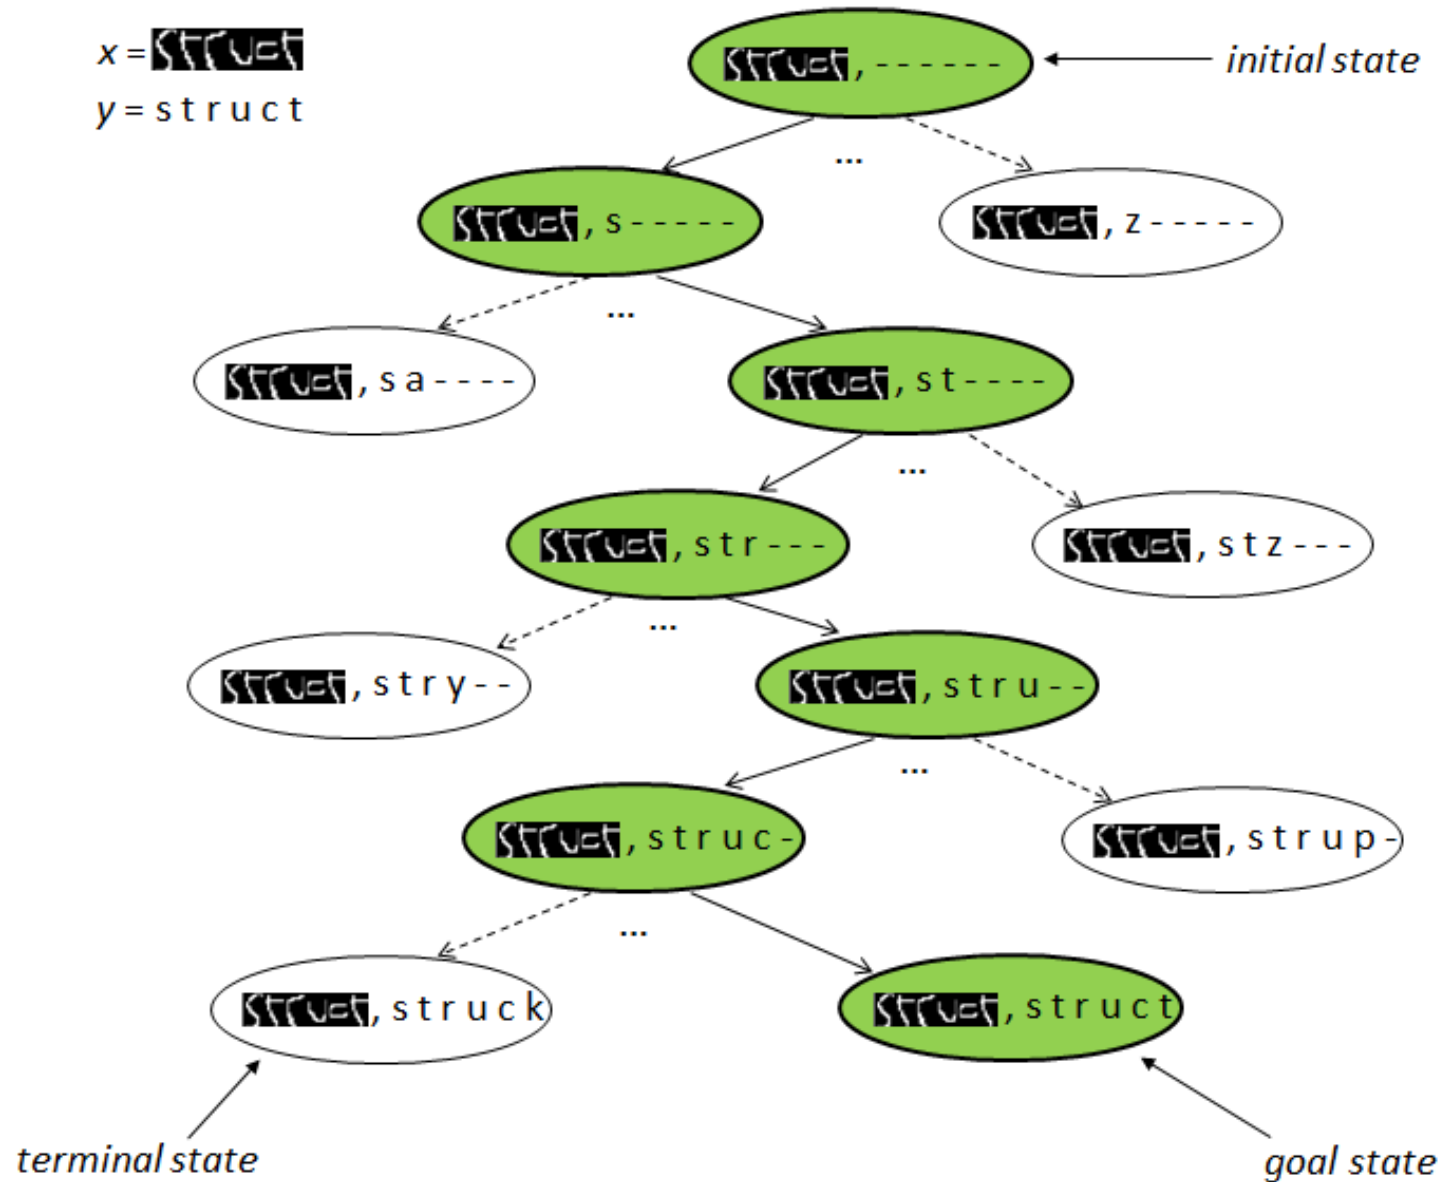 x = struct
y = s t r u c t
struct, - - - - - -
initial state
...
struct, s - - - - -
struct, z - - - - -
...
struct, s a - - - -
struct, s t - - - -
...
struct, s t r - - -
struct, s t z - - -
...
struct, s t r y - -
struct, s t r u - -
...
struct, s t r u c -
struct, s t r u p -
...
struct, s t r u c k
struct, s t r u c t
terminal state
goal state